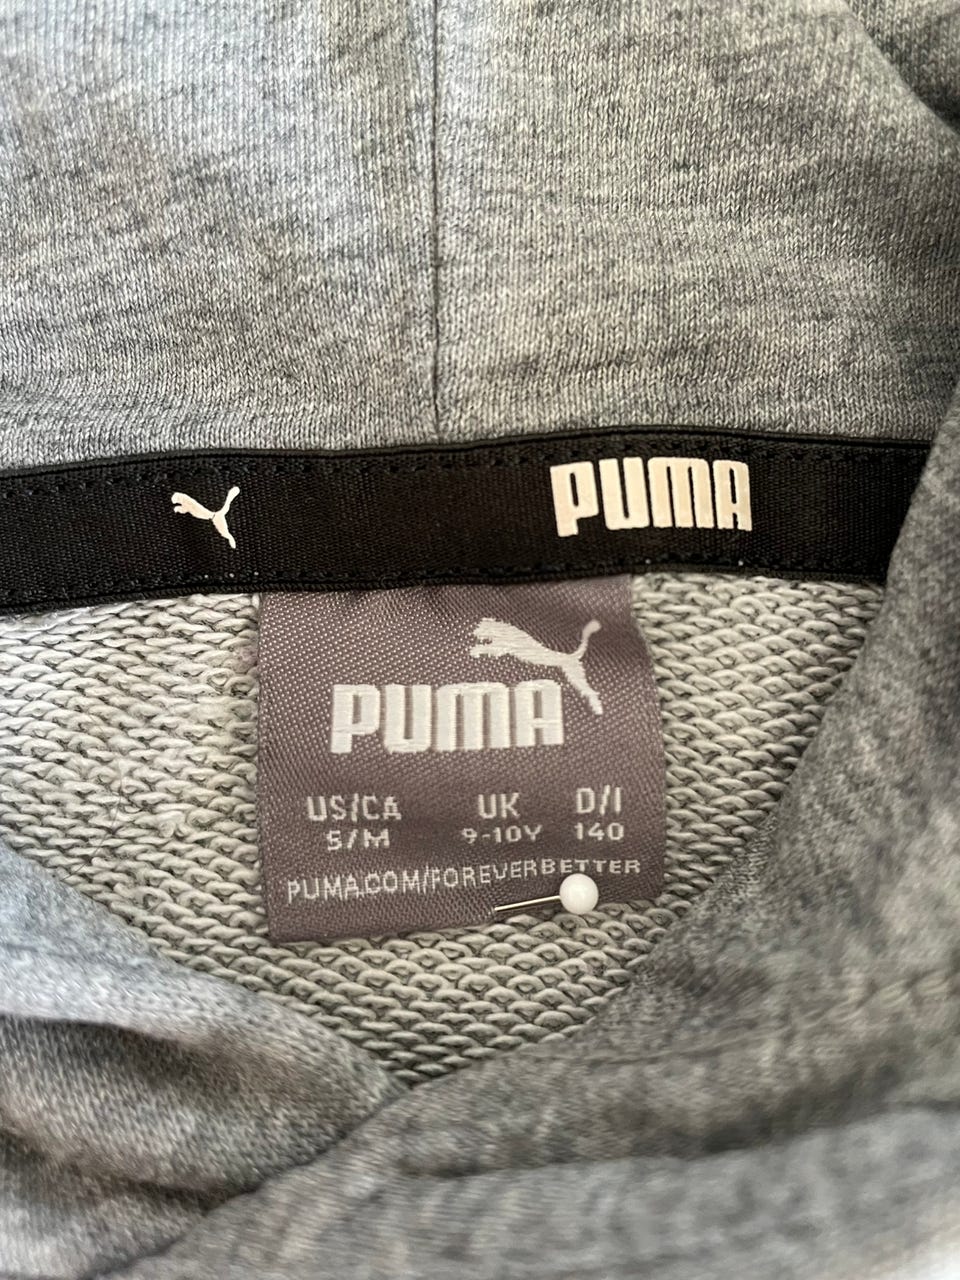 PUMA
PUMA
US/CA UK D/I
S/M 9-10Y 140
PUMA.COM/FOREVERBETTER